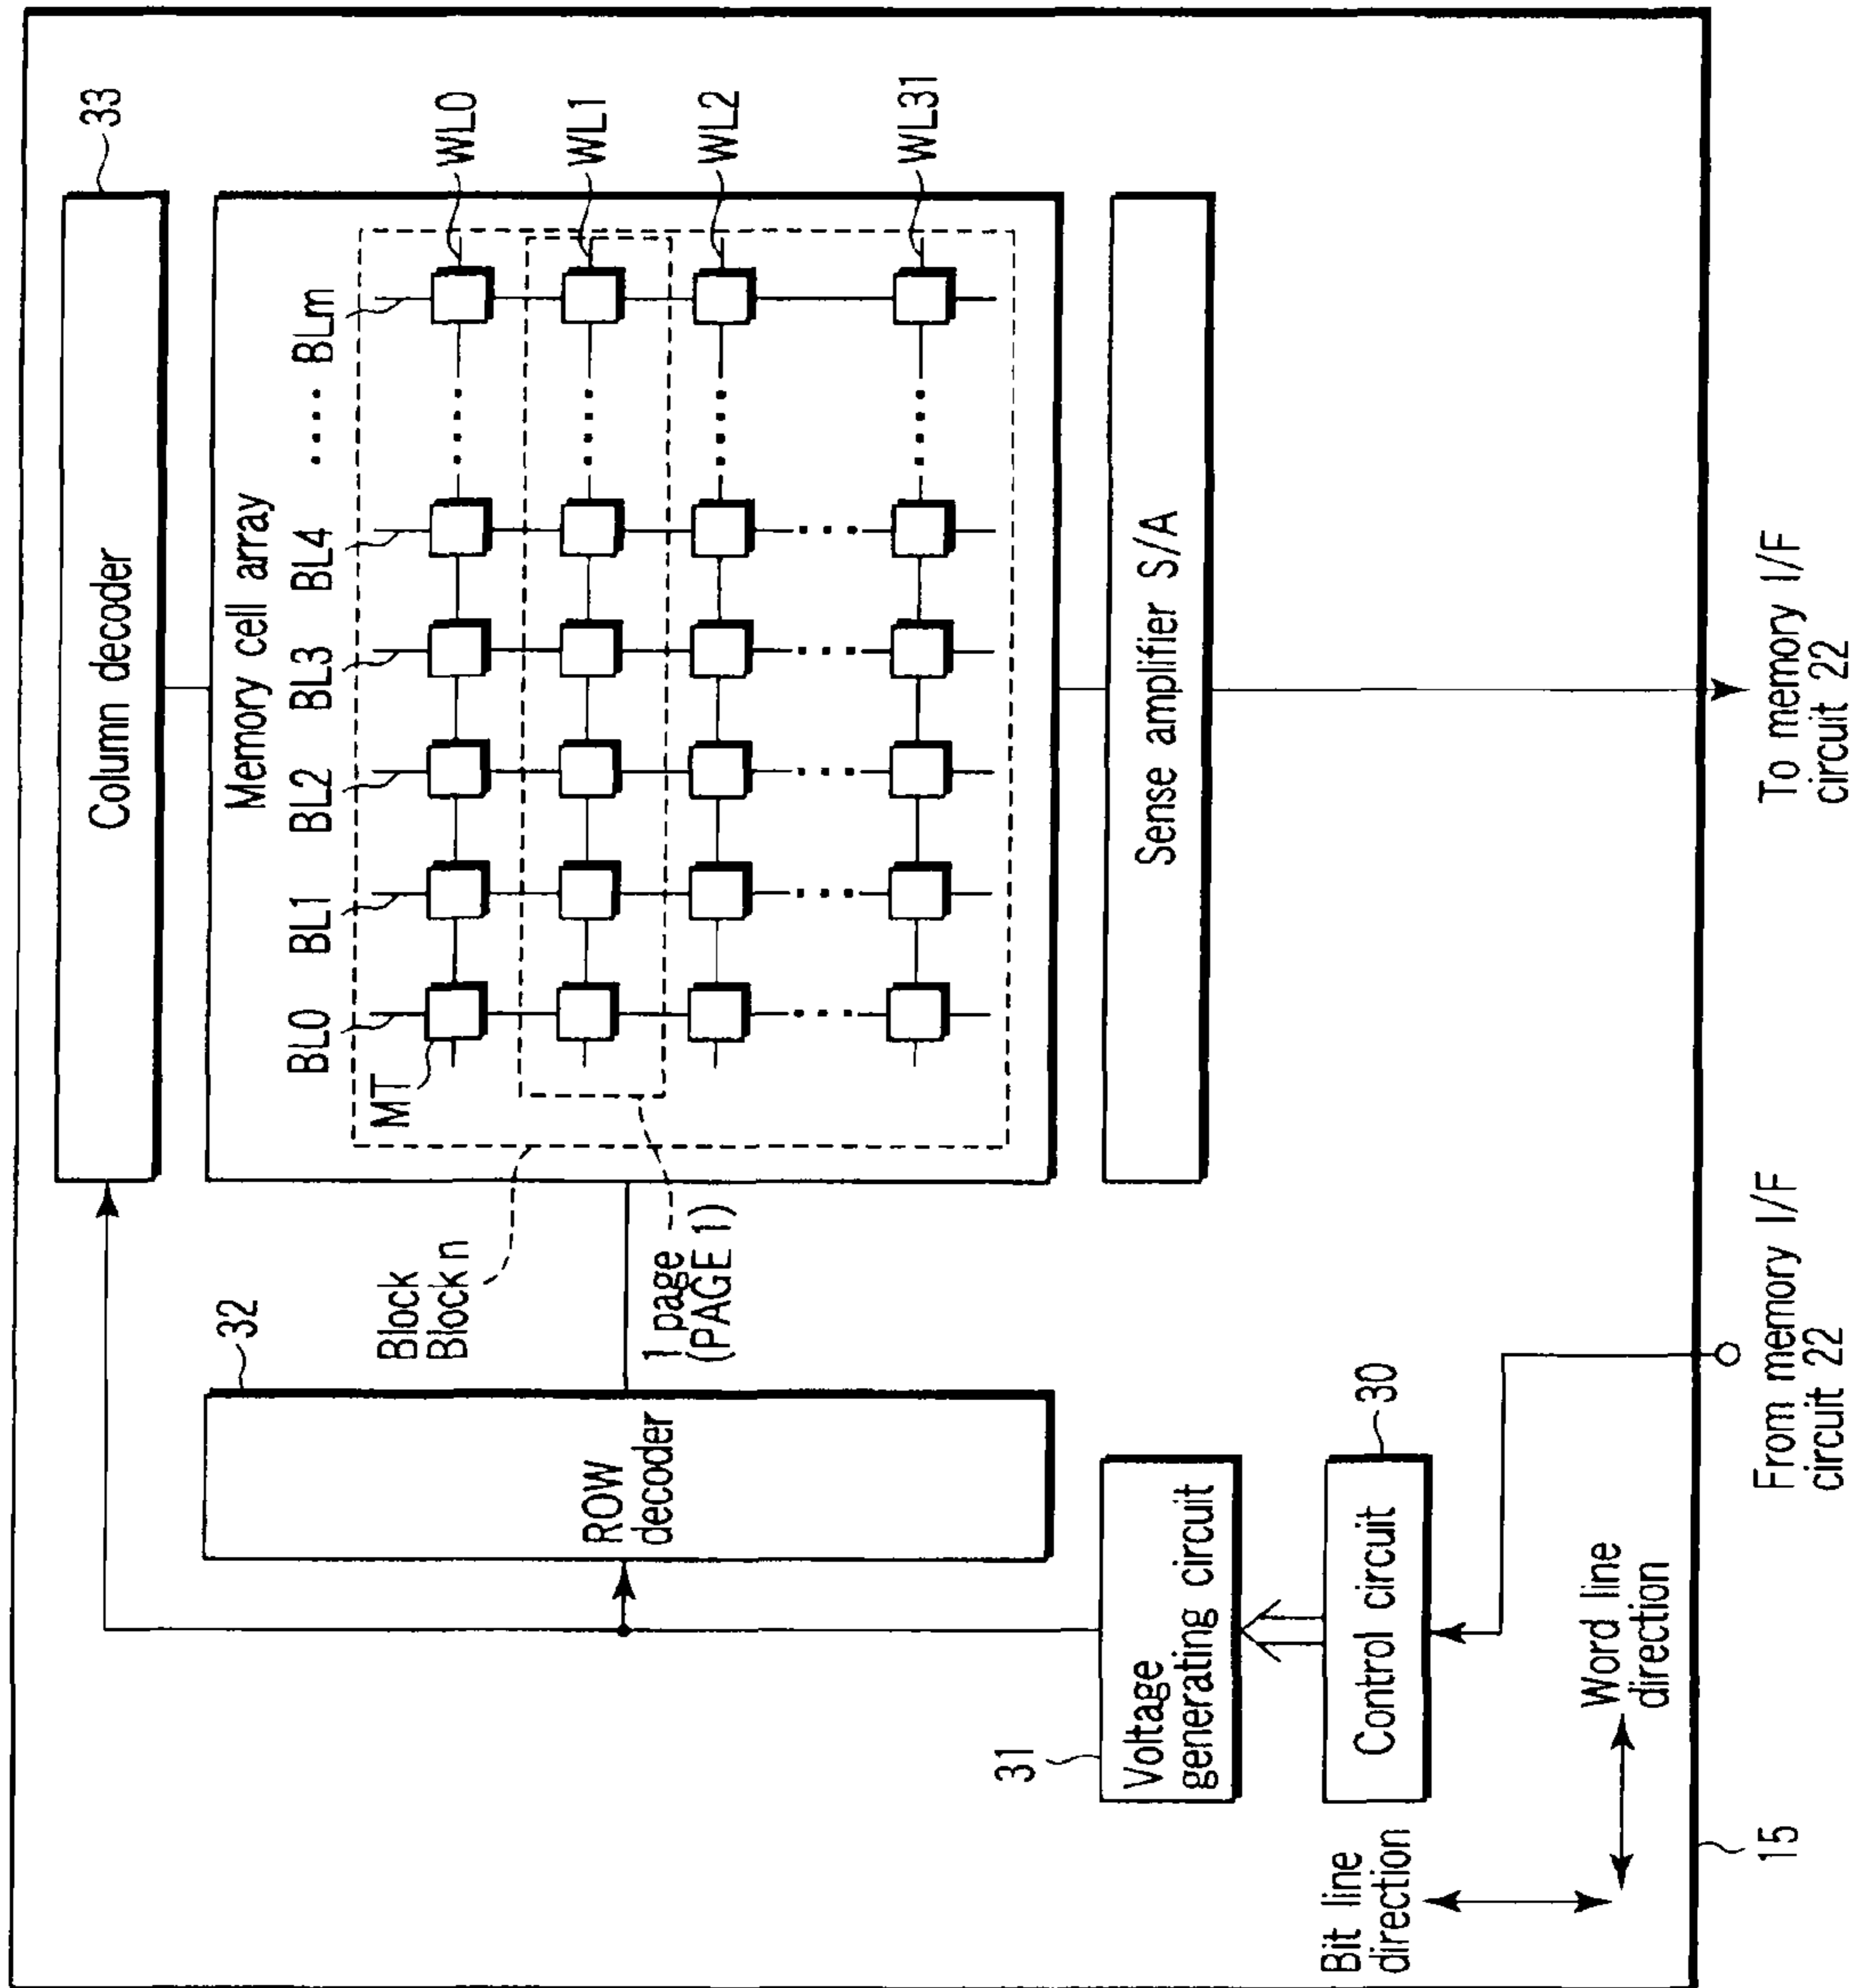 33
Column decoder
Memory cell array
BL0
BL1
BL2
BL3
BL4
BLm
MT
WL0
WL1
WL2
WL31
32
ROW
decoder
Block
Block n
1 page
(PAGE 1)
Sense amplifier S/A
31
Voltage
generating circuit
30
Control circuit
Bit line
direction
Word line
direction
15
From memory I/F
circuit 22
To memory I/F
circuit 22